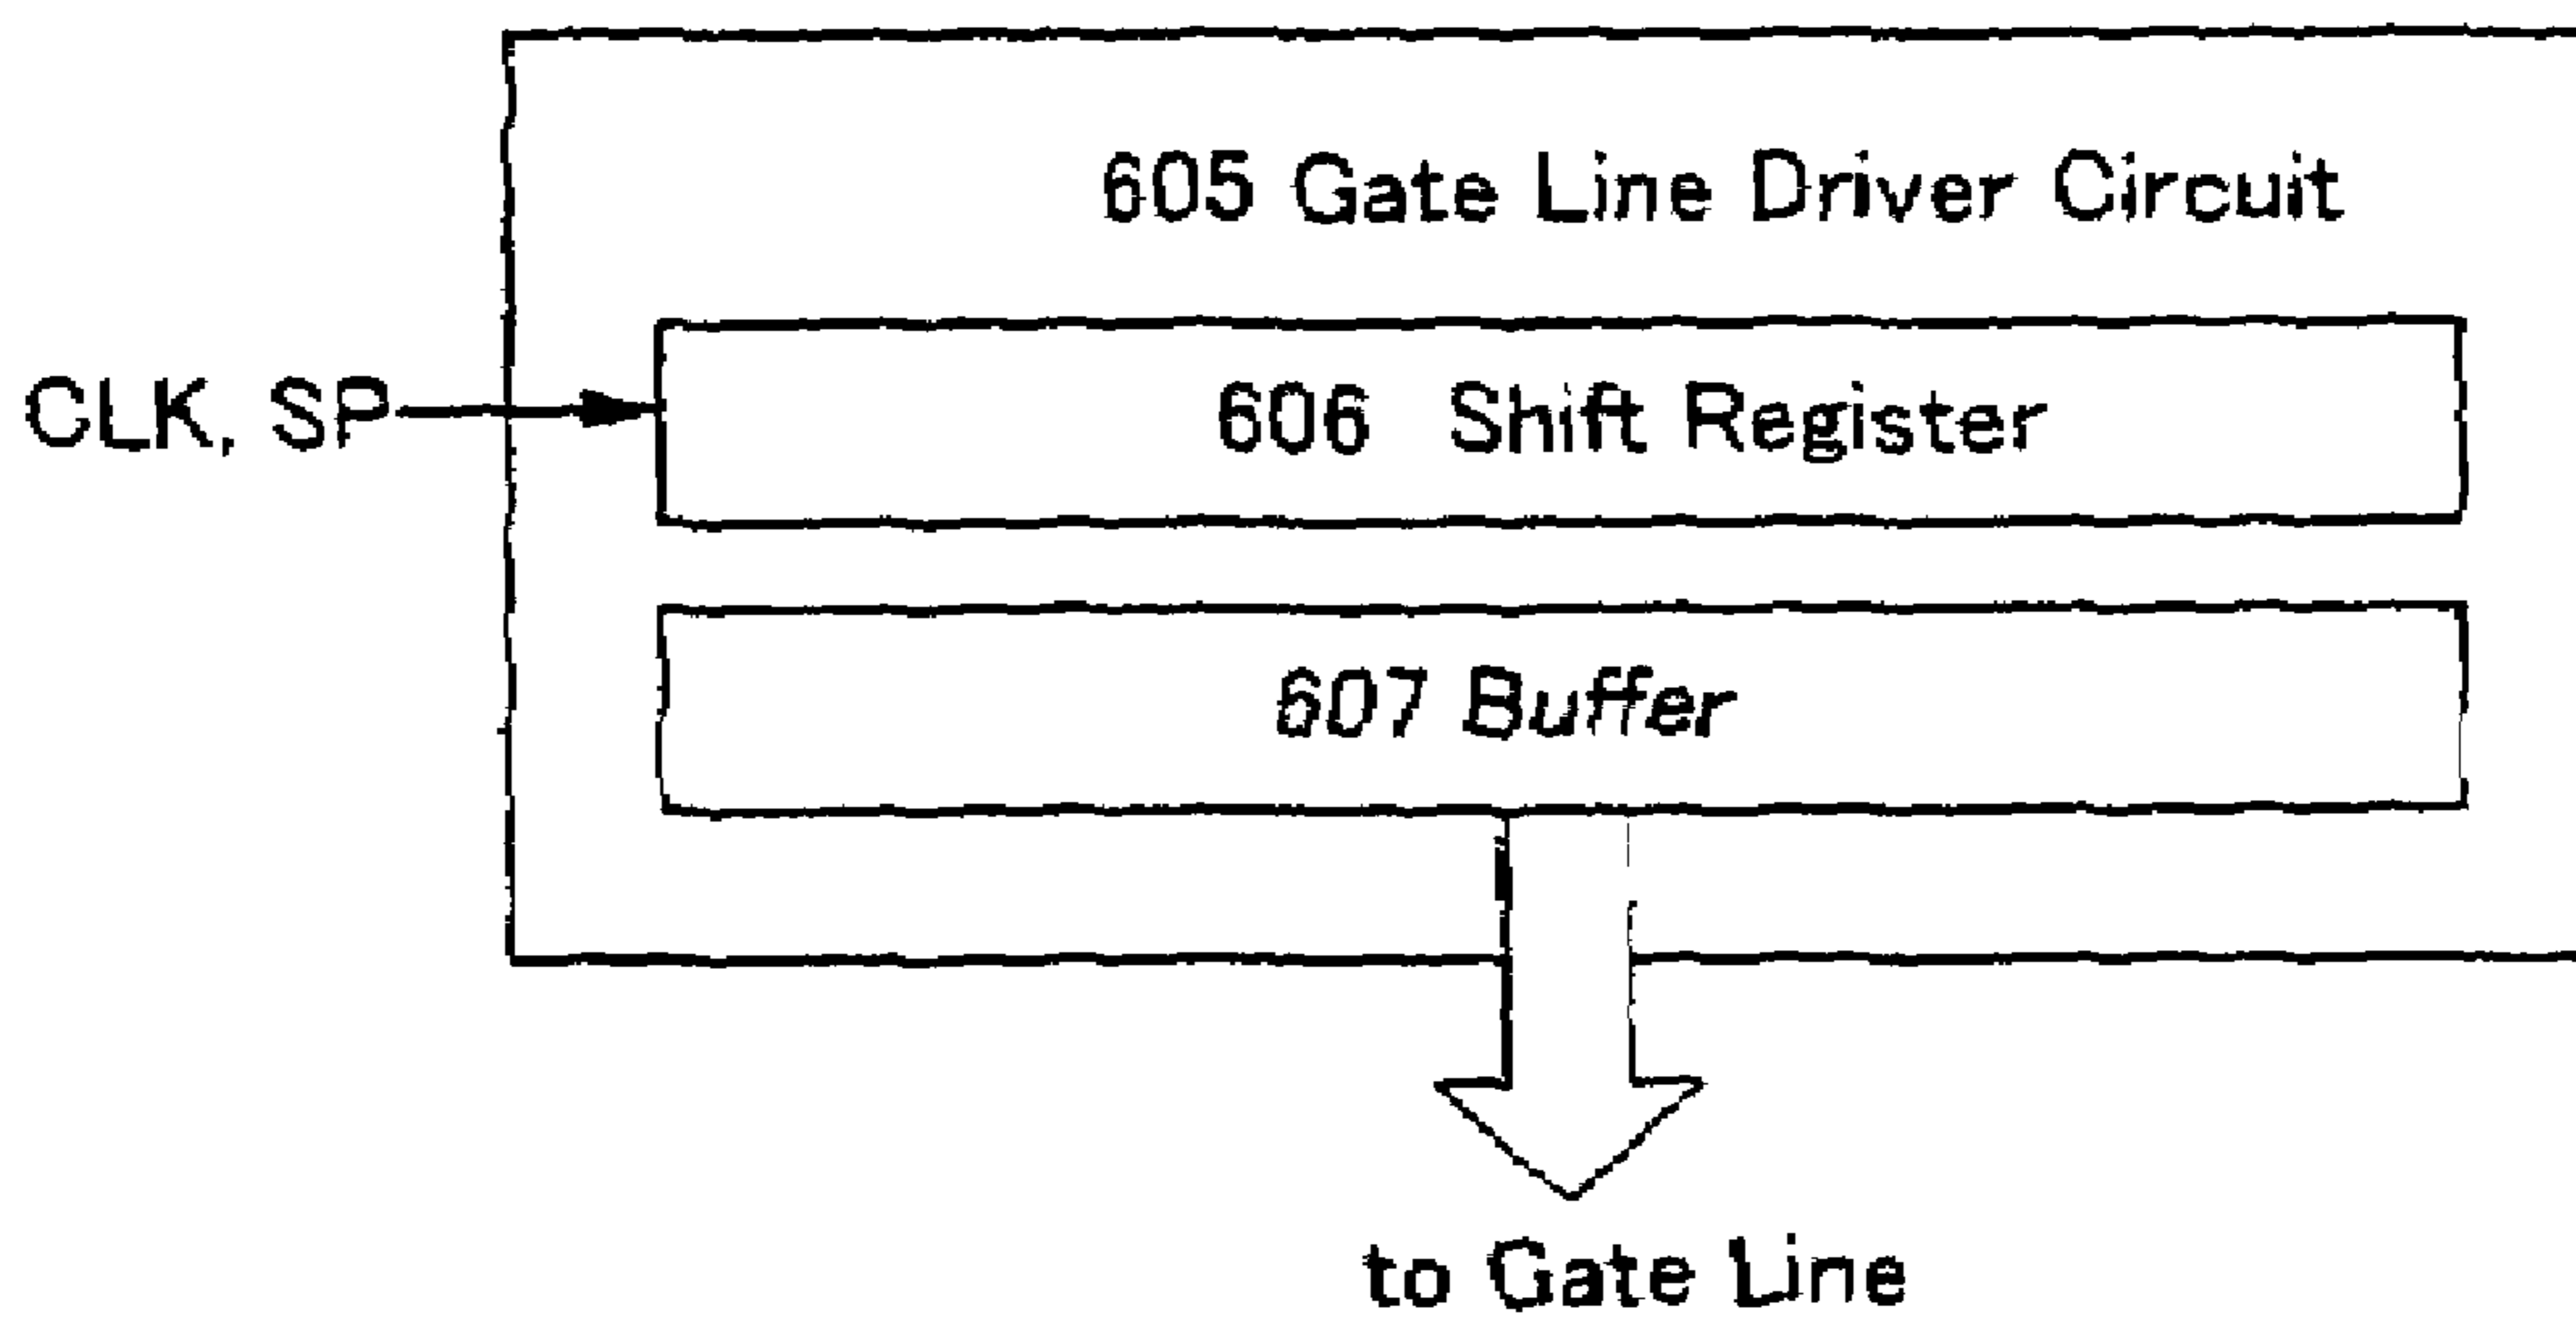 605 Gate Line Driver Circuit
CLK, SP
606 Shift Register
607 Buffer
to Gate Line